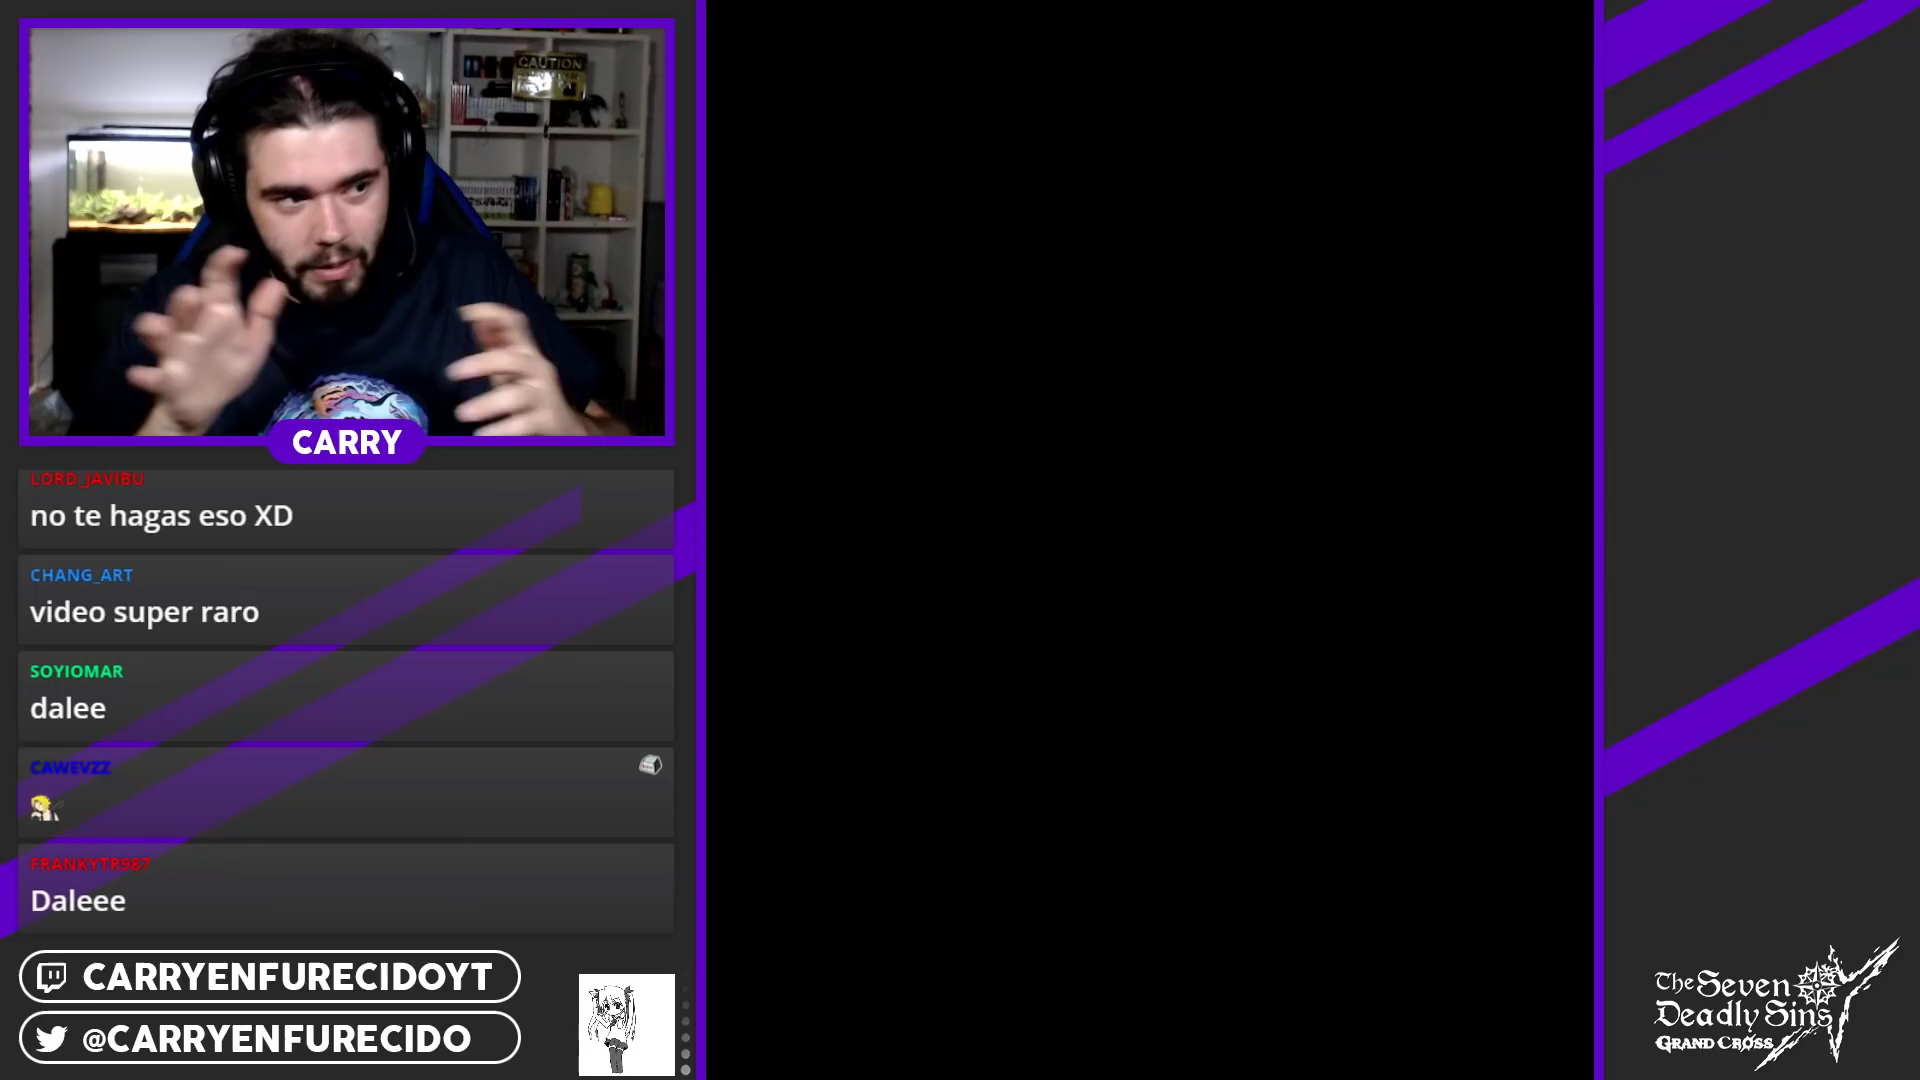 CAUTION
CARRY
LORD_JAVIBU
no te hagas eso XD
CHANG_ART
video super raro
SOYIOMAR
dalee
CAWEVZZ
FRANKYTR987
Daleee
CARRYENFURECIDOYT
@CARRYENFURECIDO
The Seven
Deadly Sins
GRAND CROSS